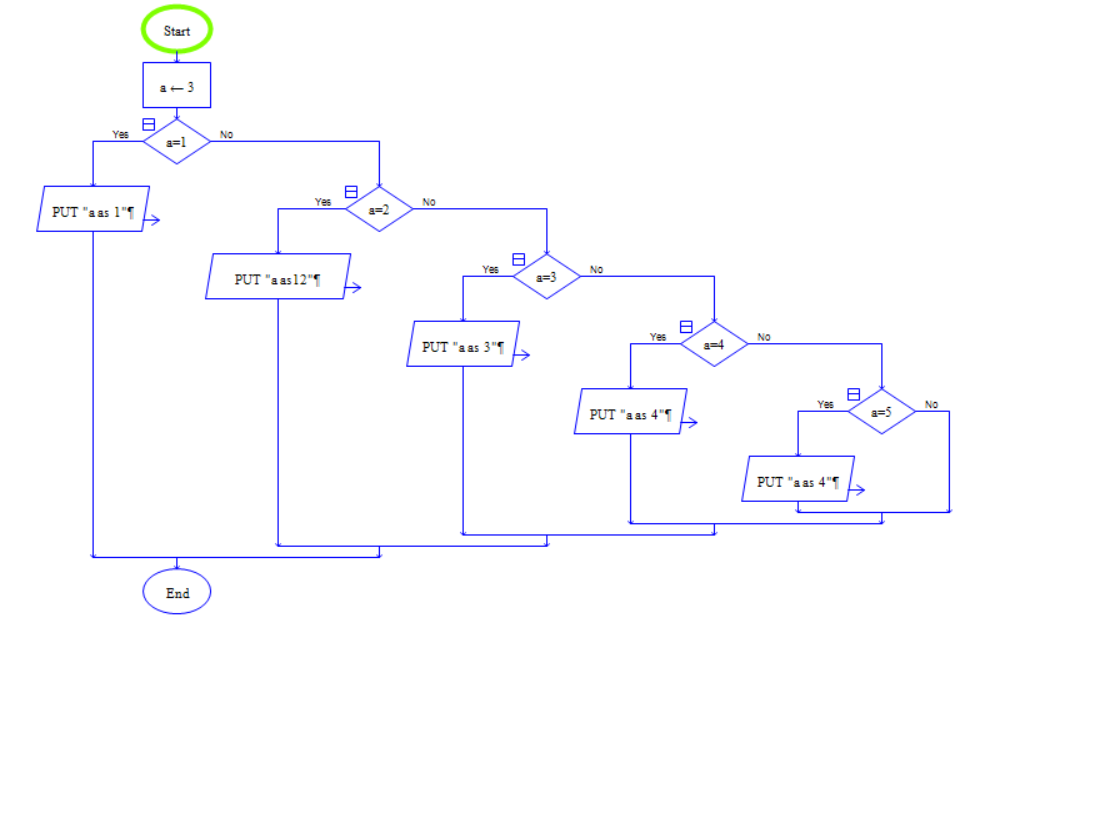 Start
a ← 3
Yes
a=1
No
PUT "a as 1"¶
Yes
a=2
No
PUT "a as12"¶
Yes
a=3
No
PUT "a as 3"¶
Yes
a=4
No
PUT "a as 4"¶
Yes
a=5
No
PUT "a as 4"¶
End